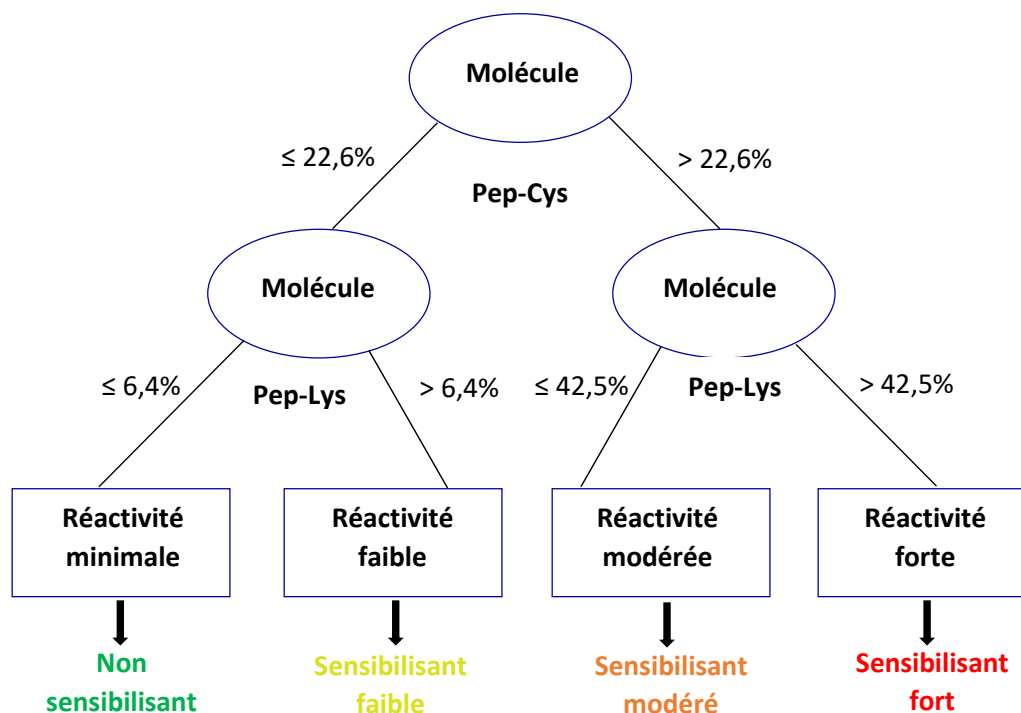 Molécule
≤ 22,6%
> 22,6%
Pep-Cys
Molécule
Molécule
≤ 6,4%
Pep-Lys
> 6,4%
≤ 42,5%
Pep-Lys
> 42,5%
Réactivité
minimale
Réactivité
faible
Réactivité
modérée
Réactivité
forte
Non
sensibilisant
Sensibilisant
faible
Sensibilisant
modéré
Sensibilisant
fort